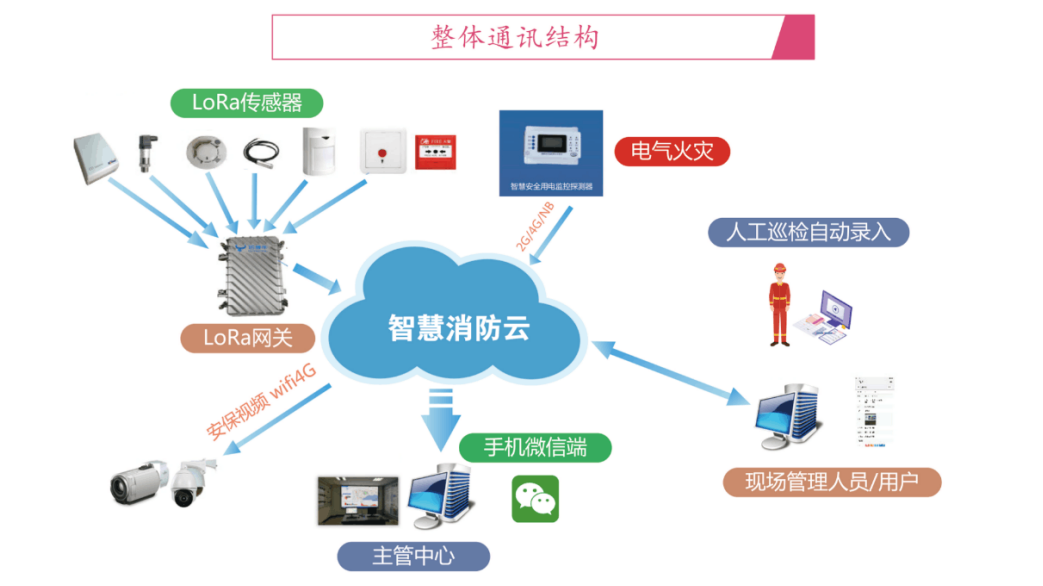 整体通讯结构
LoRa传感器
智慧安全用电监控探测器
电气火灾
2G/4G/NB
人工巡检自动录入
智慧消防云
LoRa网关
安保视频 wifi4G
手机微信端
现场管理人员/用户
主管中心